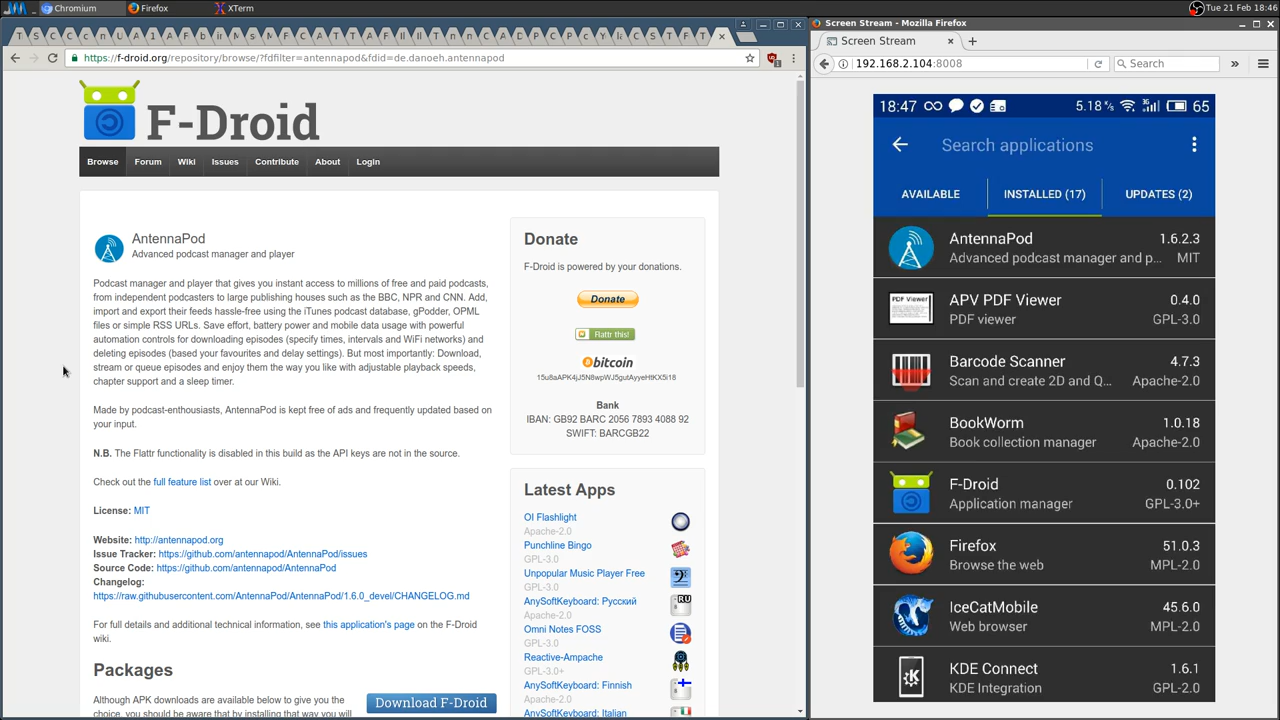 Chromium
Firefox
XTerm
Tue 21 Feb 18:46
https://f-droid.org/repository/browse/?fdfilter=antennapod&fdid=de.danoeh.antennapod
F-Droid
Browse
Forum
Wiki
Issues
Contribute
About
Login
AntennaPod
Advanced podcast manager and player
Podcast manager and player that gives you instant access to millions of free and paid podcasts,
from independent podcasters to large publishing houses such as the BBC, NPR and CNN. Add,
import and export their feeds hassle-free using the iTunes podcast database, gPodder, OPML
files or simple RSS URLs. Save effort, battery power and mobile data usage with powerful
automation controls for downloading episodes (specify times, intervals and WiFi networks) and
deleting episodes (based your favourites and delay settings). But most importantly: Download,
stream or queue episodes and enjoy them the way you like with adjustable playback speeds,
chapter support and a sleep timer.
Made by podcast-enthusiasts, AntennaPod is kept free of ads and frequently updated based on
your input.
N.B. The Flattr functionality is disabled in this build as the API keys are not in the source.
Check out the full feature list over at our Wiki.
License: MIT
Website: http://antennapod.org
Issue Tracker: https://github.com/antennapod/AntennaPod/issues
Source Code: https://github.com/antennapod/AntennaPod
Changelog:
https://raw.githubusercontent.com/AntennaPod/AntennaPod/1.6.0_devel/CHANGELOG.md
For full details and additional technical information, see this application's page on the F-Droid
wiki.
Packages
Although APK downloads are available below to give you the
choice, you should be aware that by installing that way you will
Download F-Droid
Donate
F-Droid is powered by your donations.
Donate
Flattr this!
bitcoin
Bank
IBAN: GB92 BARC 2056 7893 4088 92
SWIFT: BARCGB22
Latest Apps
OI Flashlight
Apache-2.0
Punchline Bingo
GPL-3.0
Unpopular Music Player Free
GPL-3.0
AnySoftKeyboard: Русский
Apache-2.0
RU
Omni Notes FOSS
GPL-3.0
Reactive-Ampache
GPL-3.0+
AnySoftKeyboard: Finnish
Apache-2.0
AnySoftKeyboard: Italian
Screen Stream - Mozilla Firefox
Screen Stream
192.168.2.104:8008
Search
18:47
3G
65
Search applications
AVAILABLE
INSTALLED (17)
UPDATES (2)
AntennaPod 1.6.2.3
Advanced podcast manager and p... MIT
PDF Viewer
APV PDF Viewer 0.4.0
PDF viewer GPL-3.0
Barcode Scanner 4.7.3
Scan and create 2D and Q... Apache-2.0
BookWorm 1.0.18
Book collection manager Apache-2.0
F-Droid 0.102
Application manager GPL-3.0+
Firefox 51.0.3
Browse the web MPL-2.0
IceCatMobile 45.6.0
Web browser MPL-2.0
KDE Connect 1.6.1
KDE Integration GPL-2.0